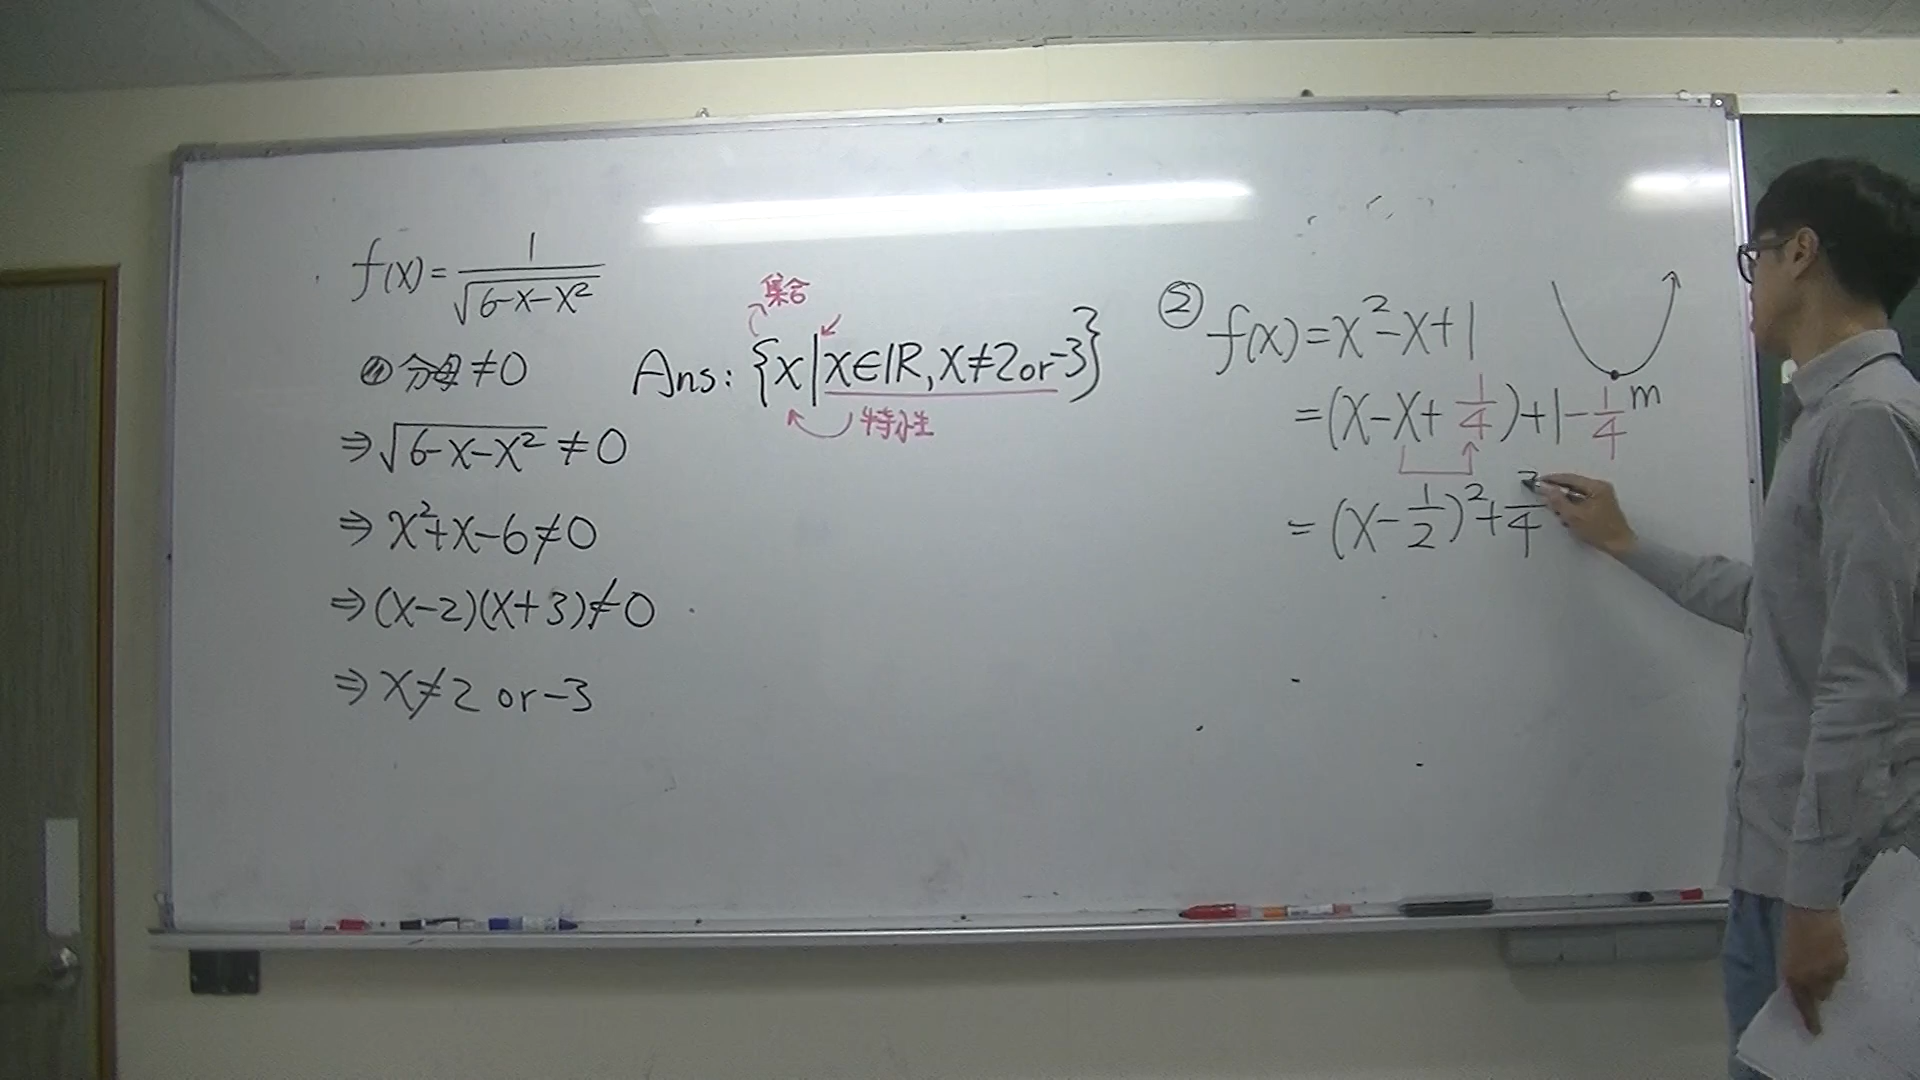 f(x)=1/√(6-x-x²)
① 分母≠0
⇒√(6-x-x²)≠0
⇒x²+x-6≠0
⇒(x-2)(x+3)≠0
⇒x≠2 or -3
集合
Ans: {x|x∈ℝ, x≠2 or -3}
特性
② f(x)=x²-x+1
=(x-x+1/4)+1-1/4
m
=(x-1/2)²+3/4